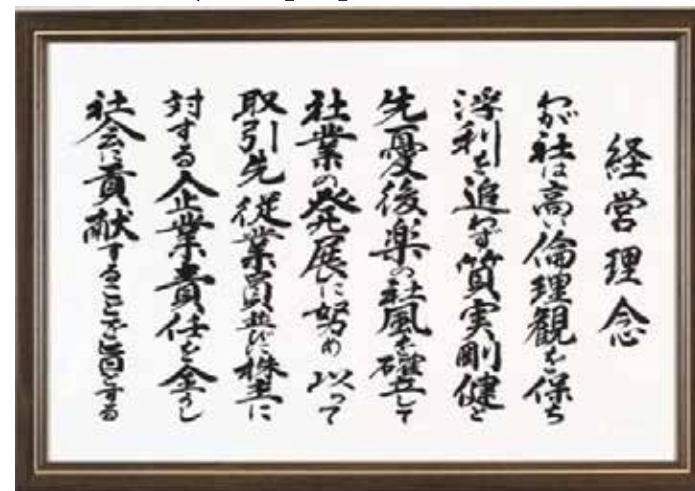 経営理念
わが社は高い倫理観を保ち
浮利を追わず質実剛健と
先憂後楽の社風を確立して
社業の発展に努め以って
取引先従業員並びに株主に
対する企業責任を全うし
社会に貢献することを旨とする